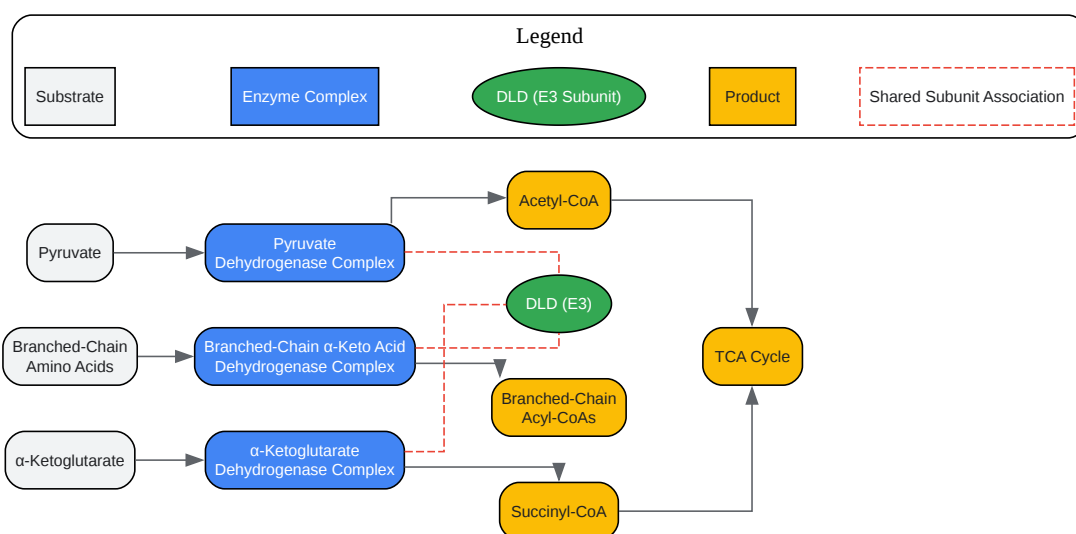 Legend
Substrate
Enzyme Complex
DLD (E3 Subunit)
Product
Shared Subunit Association
Acetyl-CoA
Pyruvate
Pyruvate
Dehydrogenase Complex
DLD (E3)
Branched-Chain
Amino Acids
Branched-Chain α-Keto Acid
Dehydrogenase Complex
TCA Cycle
Branched-Chain
Acyl-CoAs
α-Ketoglutarate
α-Ketoglutarate
Dehydrogenase Complex
Succinyl-CoA